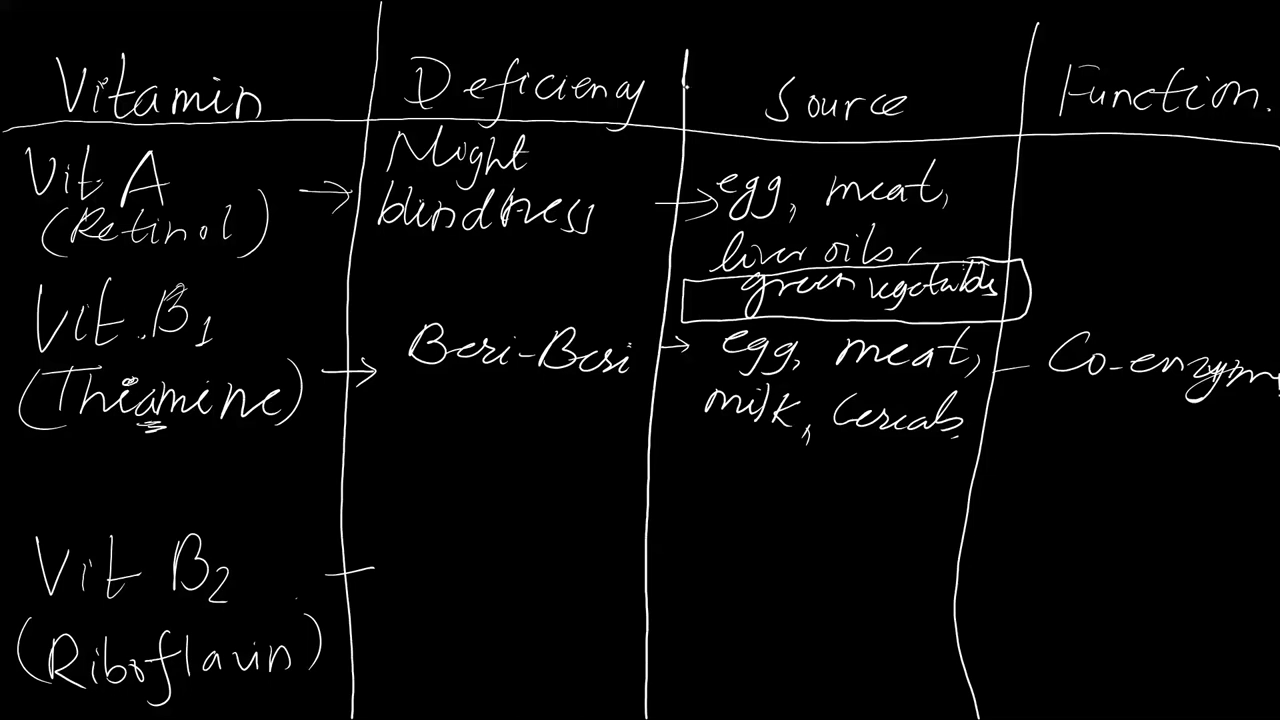 Vitamin Deficiency Source Function.
Vit A → Night
blindness → egg, meat,
(Retinol)
liver oils,
green vegetables
Vit. B1
(Thiamine) → Beri-Beri → egg, meat, - Co-enzym
milk, Cereals
Vit B2 -
(Riboflavin)